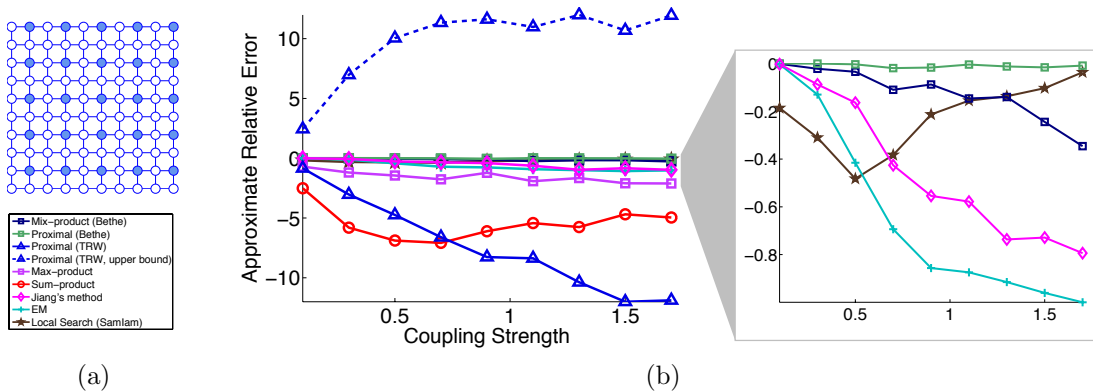 Mix−product (Bethe)
Proximal (Bethe)
Proximal (TRW)
Proximal (TRW, upper bound)
Max−product
Sum−product
Jiang's method
EM
Local Search (SamIam)
(a)
Approximate Relative Error
10
5
0
−5
−10
0.5
1
1.5
Coupling Strength
0
−0.2
−0.4
−0.6
−0.8
0.5
1
1.5
(b)